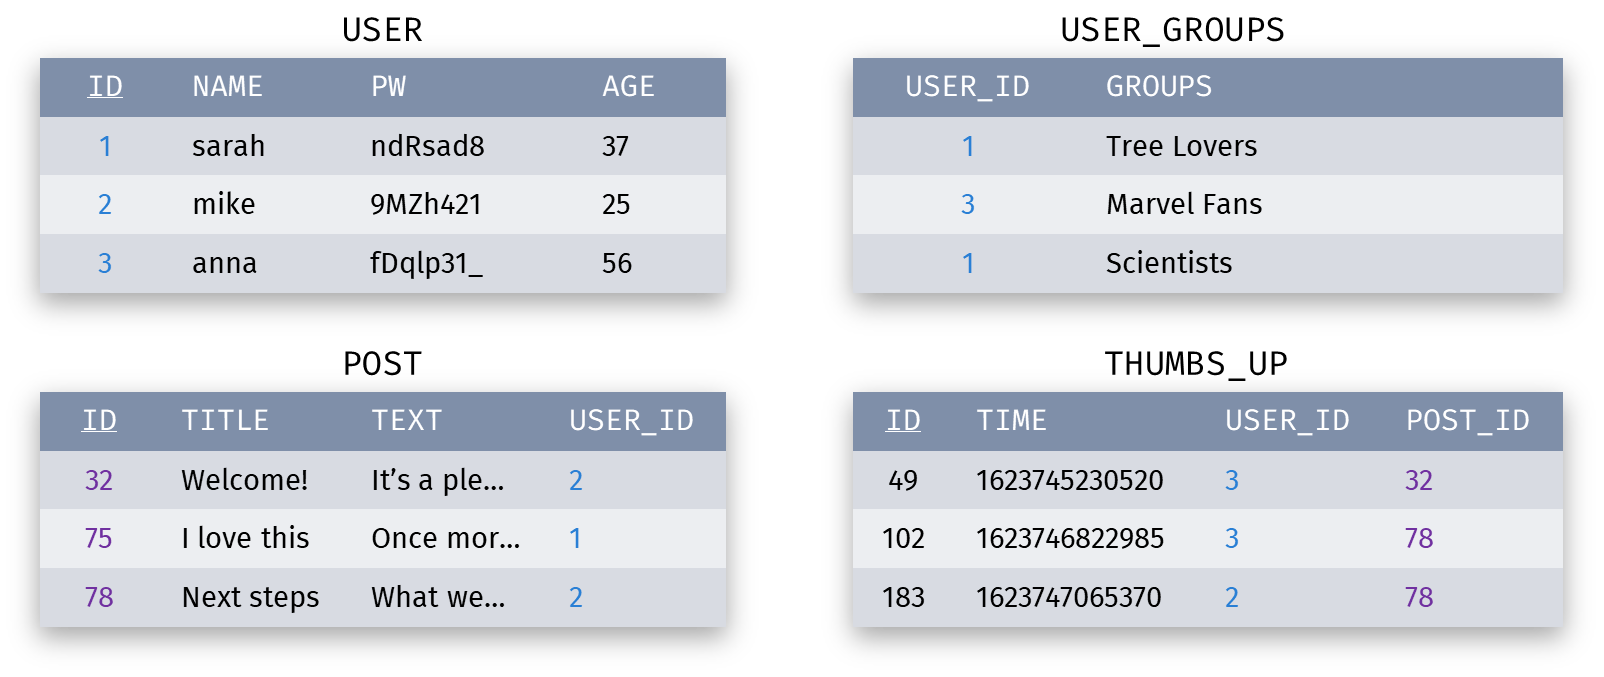 USER
ID NAME PW AGE
1 sarah ndRsad8 37
2 mike 9MZh421 25
3 anna fDqlp31_ 56
USER_GROUPS
USER_ID GROUPS
1 Tree Lovers
3 Marvel Fans
1 Scientists
POST
ID TITLE TEXT USER_ID
32 Welcome! It’s a ple... 2
75 I love this Once mor... 1
78 Next steps What we... 2
THUMBS_UP
ID TIME USER_ID POST_ID
49 1623745230520 3 32
102 1623746822985 3 78
183 1623747065370 2 78